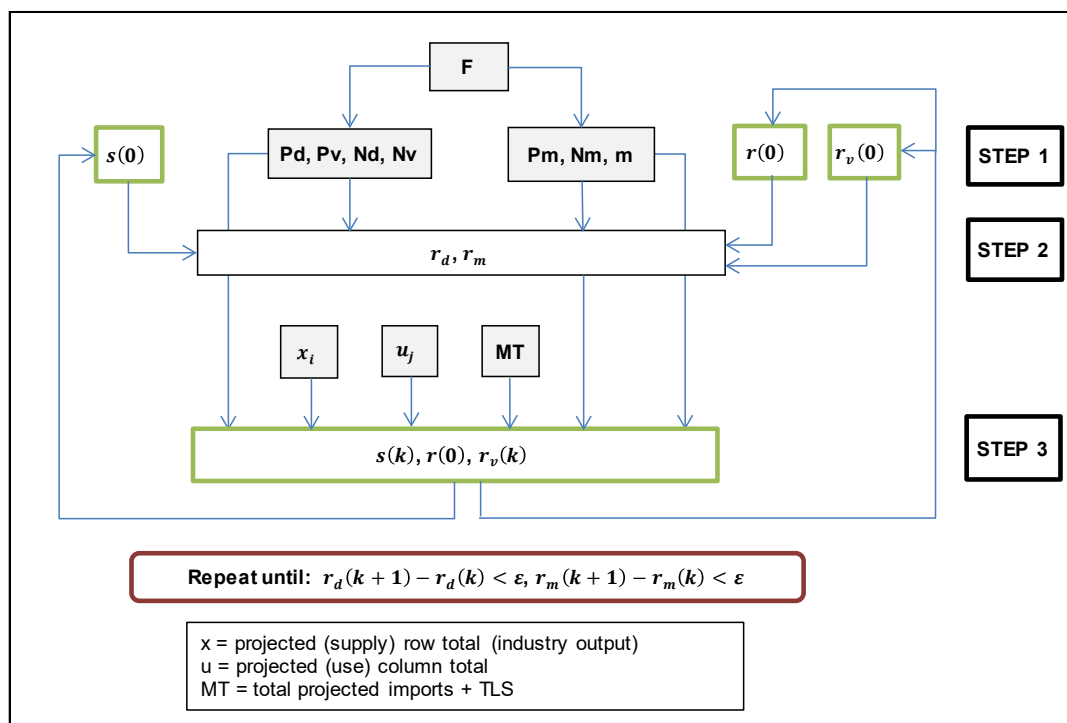 F
s(0)
Pd, Pv, Nd, Nv
Pm, Nm, m
r(0)
r_v(0)
STEP 1
r_d, r_m
STEP 2
x_i
u_j
MT
s(k), r(0), r_v(k)
STEP 3
Repeat until: r_d(k + 1) − r_d(k) < ε, r_m(k + 1) − r_m(k) < ε
x = projected (supply) row total (industry output)
u = projected (use) column total
MT = total projected imports + TLS